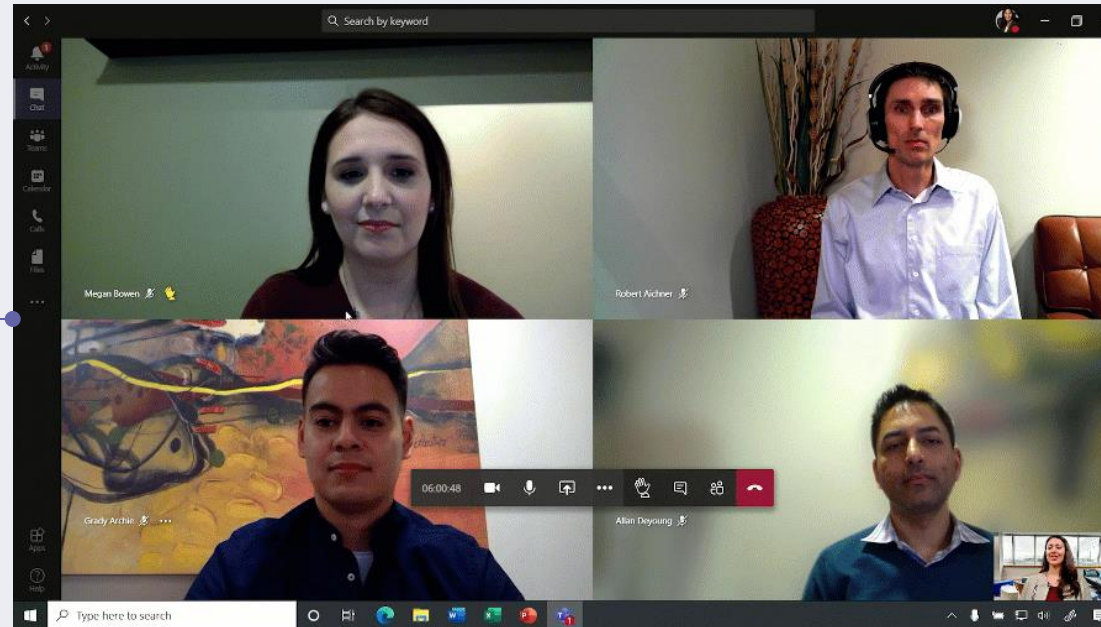 Search by keyword
1
Activity
Chat
Teams
Calendar
Calls
Files
Megan Bowen
Robert Aichner
06:00:48
Grady Archie
Allan Deyoung
Apps
Help
Type here to search